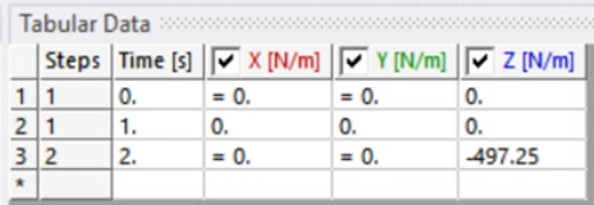 Tabular Data
Steps Time [s] X [N/m] Y [N/m] Z [N/m]
1 1 0. = 0. = 0. 0.
2 1 1. 0. 0. 0.
3 2 2. = 0. = 0. -497.25
*